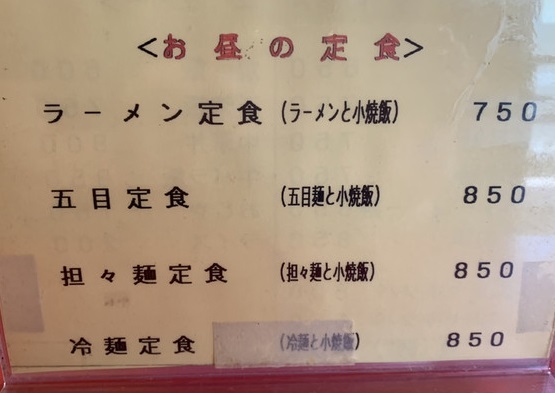 <お昼の定食>
ラーメン定食 (ラーメンと小焼飯) 750
五目定食 (五目麺と小焼飯) 850
担々麺定食 (担々麺と小焼飯) 850
冷麺定食 (冷麺と小焼飯) 850